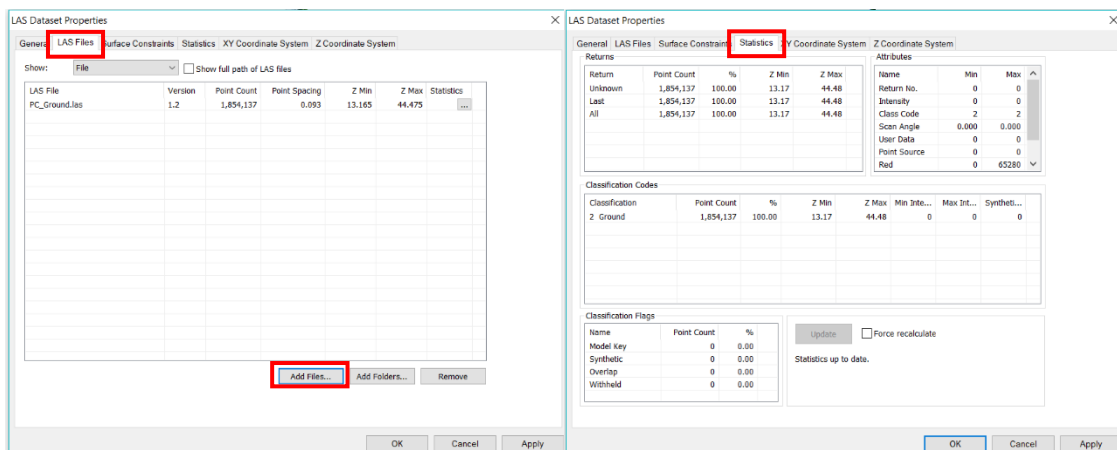 LAS Dataset Properties
General LAS Files Surface Constraints Statistics XY Coordinate System Z Coordinate System
Show: File Show full path of LAS files
LAS File Version Point Count Point Spacing Z Min Z Max Statistics
PC_Ground.las 1.2 1,854,137 0.093 13.165 44.475 ...
Add Files... Add Folders... Remove
OK Cancel Apply
LAS Dataset Properties
General LAS Files Surface Constraints Statistics XY Coordinate System Z Coordinate System
Returns
Return Point Count % Z Min Z Max
Unknown 1,854,137 100.00 13.17 44.48
Last 1,854,137 100.00 13.17 44.48
All 1,854,137 100.00 13.17 44.48
Attributes
Name Min Max
Return No. 0 0
Intensity 0 0
Class Code 2 2
Scan Angle 0.000 0.000
User Data 0 0
Point Source 0 0
Red 0 65280
Classification Codes
Classification Point Count % Z Min Z Max Min Inte... Max Int... Syntheti...
2 Ground 1,854,137 100.00 13.17 44.48 0 0 0
Classification Flags
Name Point Count %
Model Key 0 0.00
Synthetic 0 0.00
Overlap 0 0.00
Withheld 0 0.00
Update Force recalculate
Statistics up to date.
OK Cancel Apply